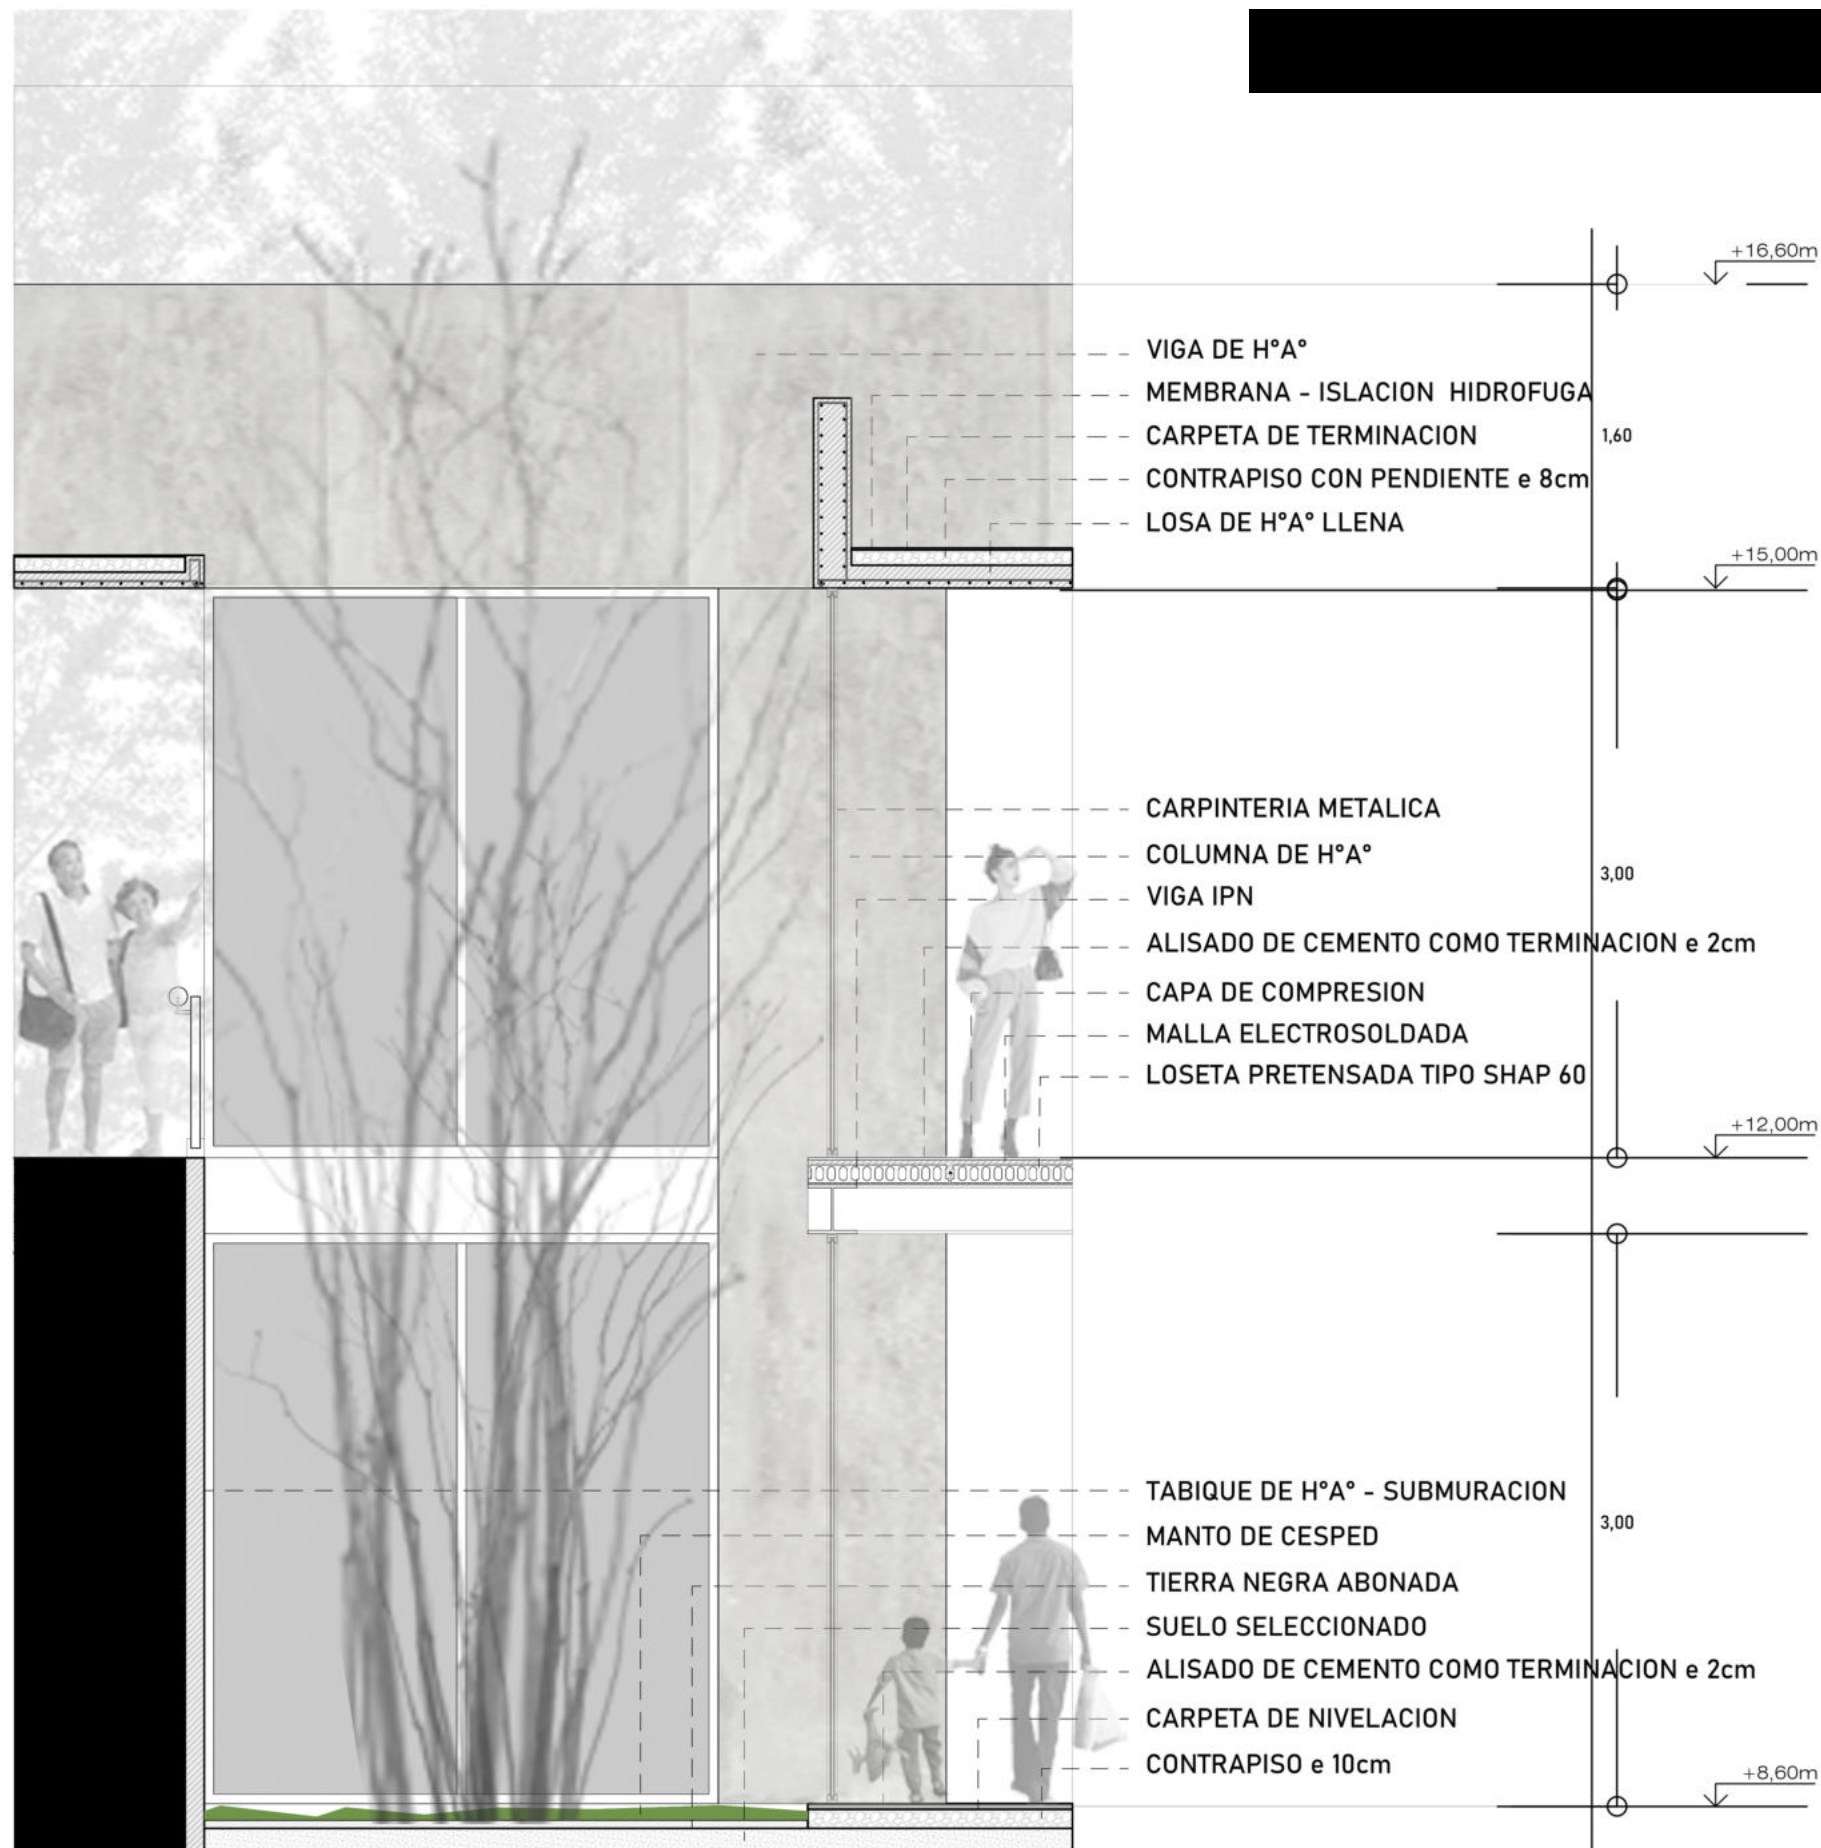 +16,60m
VIGA DE H°A°
MEMBRANA - ISLACION HIDROFUGA
CARPETA DE TERMINACION
1,60
CONTRAPISO CON PENDIENTE e 8cm
LOSA DE H°A° LLENA
+15,00m
CARPINTERIA METALICA
COLUMNA DE H°A°
3,00
VIGA IPN
ALISADO DE CEMENTO COMO TERMINACION e 2cm
CAPA DE COMPRESION
MALLA ELECTROSOLDADA
LOSETA PRETENSADA TIPO SHAP 60
+12,00m
TABIQUE DE H°A° - SUBMURACION
3,00
MANTO DE CESPED
TIERRA NEGRA ABONADA
SUELO SELECCIONADO
ALISADO DE CEMENTO COMO TERMINACION e 2cm
CARPETA DE NIVELACION
CONTRAPISO e 10cm
+8,60m